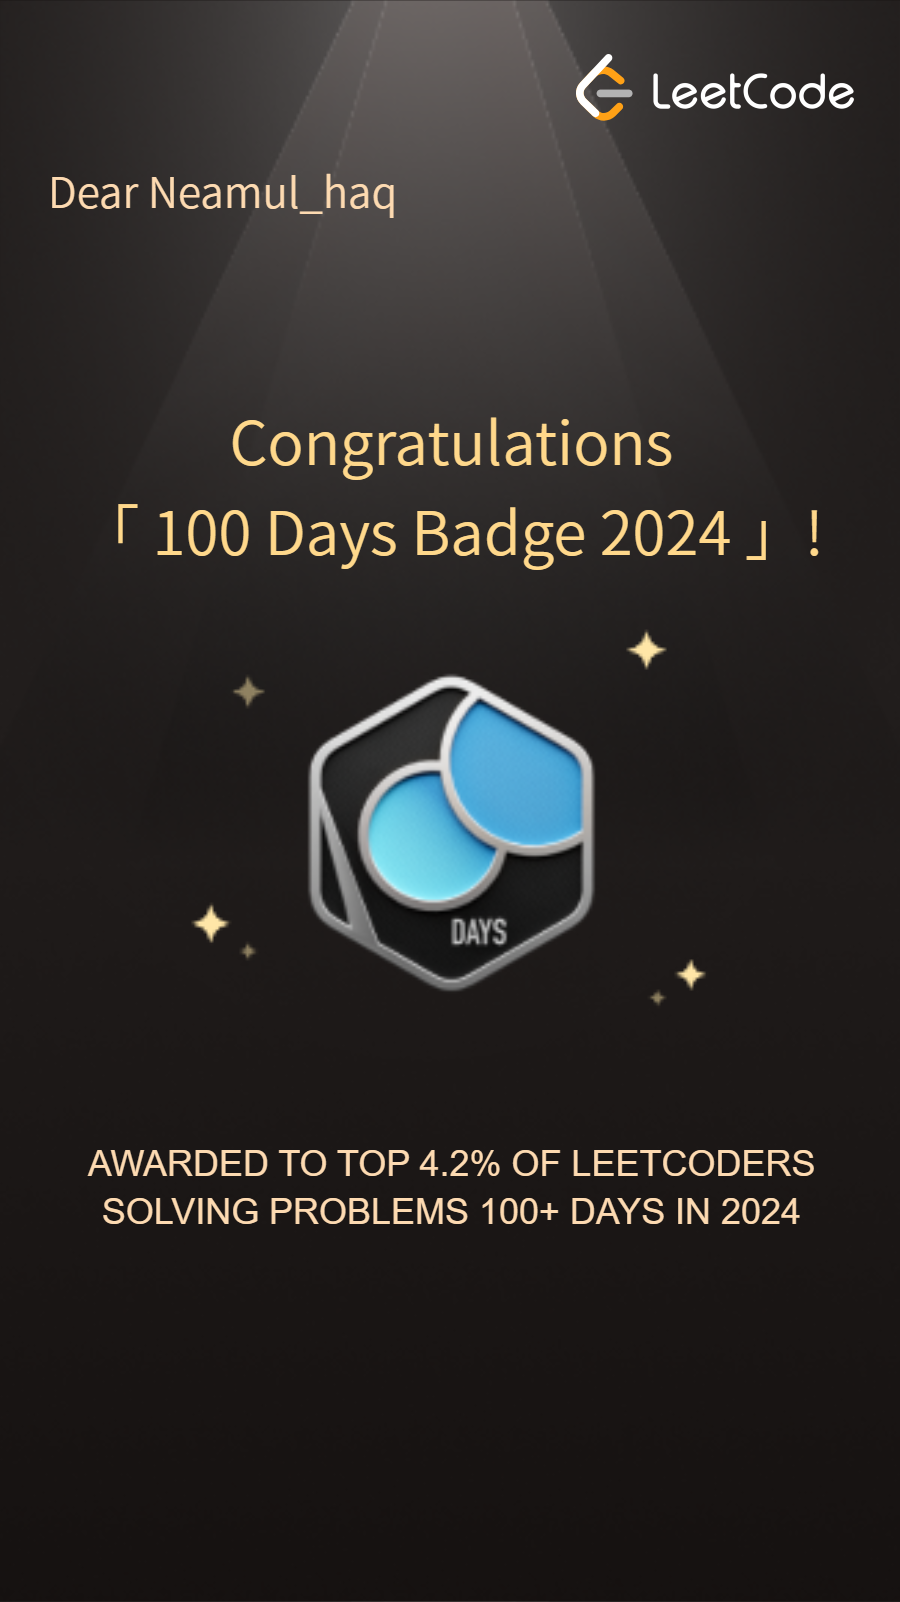 LeetCode
Dear Neamul_haq
Congratulations
「 100 Days Badge 2024 」!
DAYS
AWARDED TO TOP 4.2% OF LEETCODERS
SOLVING PROBLEMS 100+ DAYS IN 2024